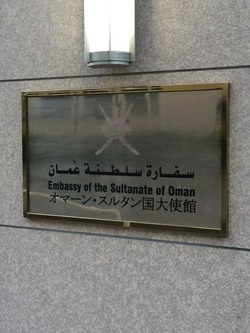 سفارة سلطنة عُمان
Embassy of the Sultanate of Oman
オマーン・スルタン国大使館